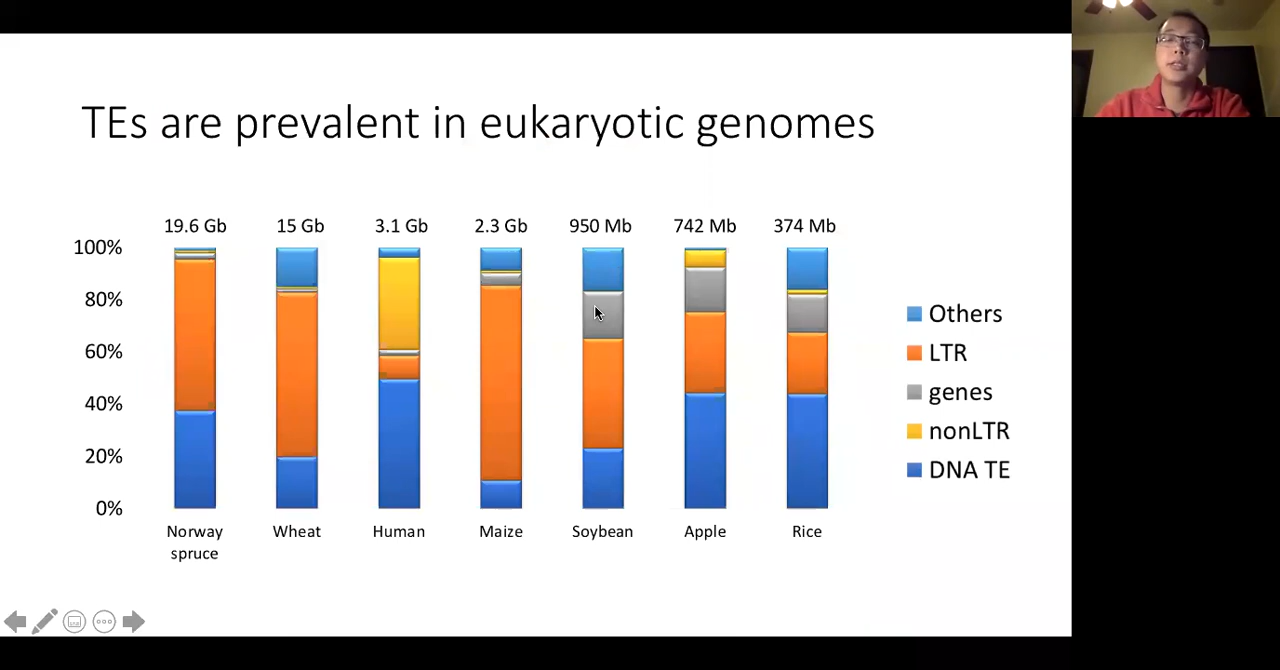 TEs are prevalent in eukaryotic genomes
19.6 Gb 15 Gb 3.1 Gb 2.3 Gb 950 Mb 742 Mb 374 Mb
100%
80%
60%
40%
20%
0%
Norway spruce
Wheat
Human
Maize
Soybean
Apple
Rice
Others
LTR
genes
nonLTR
DNA TE